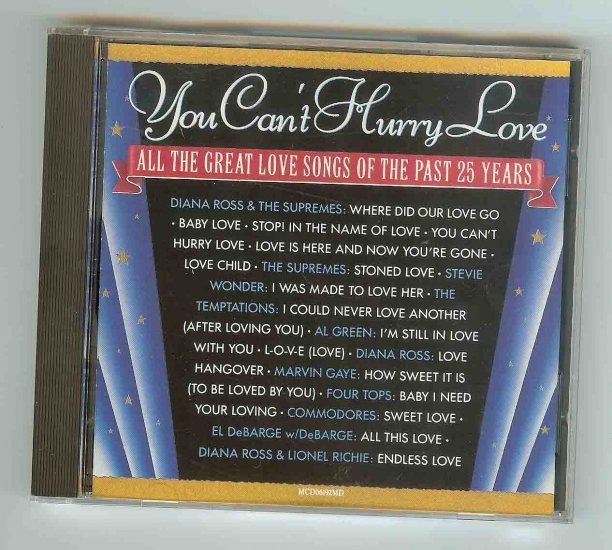 You Can't Hurry Love
ALL THE GREAT LOVE SONGS OF THE PAST 25 YEARS
DIANA ROSS & THE SUPREMES: WHERE DID OUR LOVE GO
· BABY LOVE · STOP! IN THE NAME OF LOVE · YOU CAN'T
HURRY LOVE · LOVE IS HERE AND NOW YOU'RE GONE ·
LOVE CHILD · THE SUPREMES: STONED LOVE · STEVIE
WONDER: I WAS MADE TO LOVE HER · THE
TEMPTATIONS: I COULD NEVER LOVE ANOTHER
(AFTER LOVING YOU) · AL GREEN: I'M STILL IN LOVE
WITH YOU · L-O-V-E (LOVE) · DIANA ROSS: LOVE
HANGOVER · MARVIN GAYE: HOW SWEET IT IS
(TO BE LOVED BY YOU) · FOUR TOPS: BABY I NEED
YOUR LOVING · COMMODORES: SWEET LOVE ·
EL DeBARGE w/DeBARGE: ALL THIS LOVE ·
DIANA ROSS & LIONEL RICHIE: ENDLESS LOVE
MCD06192MD